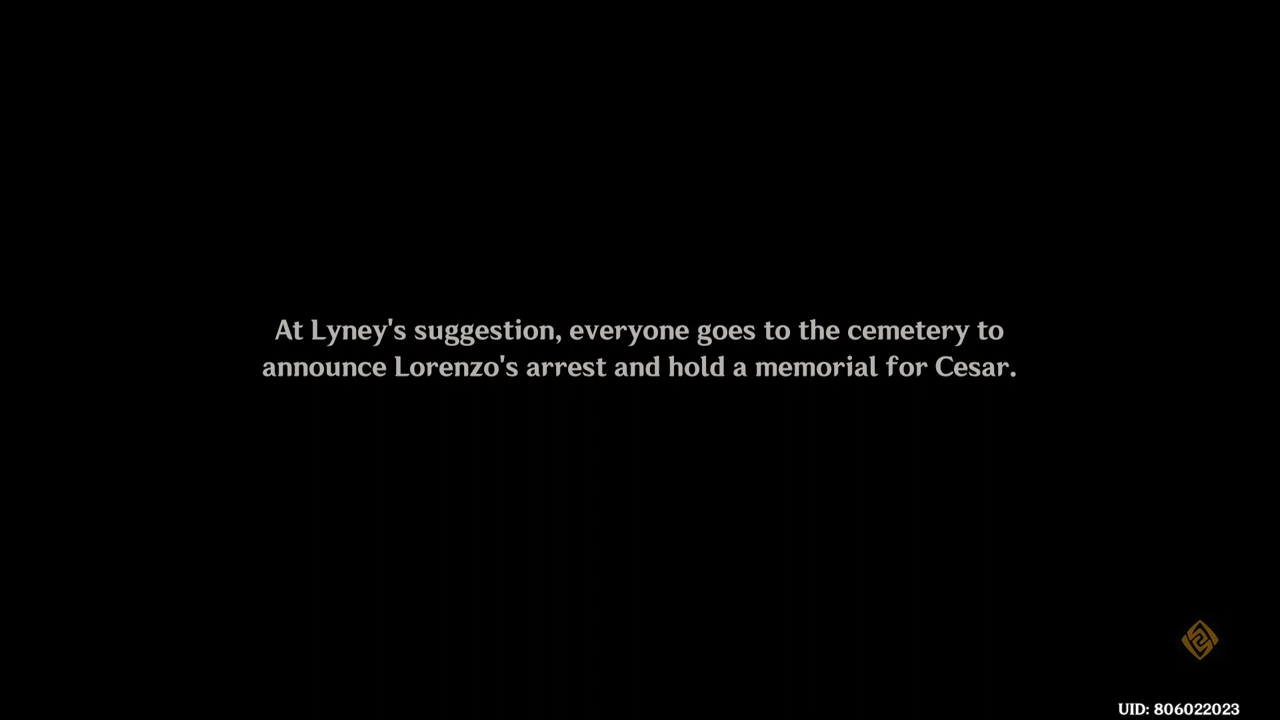 At Lyney's suggestion, everyone goes to the cemetery to
announce Lorenzo's arrest and hold a memorial for Cesar.
UID: 806022023